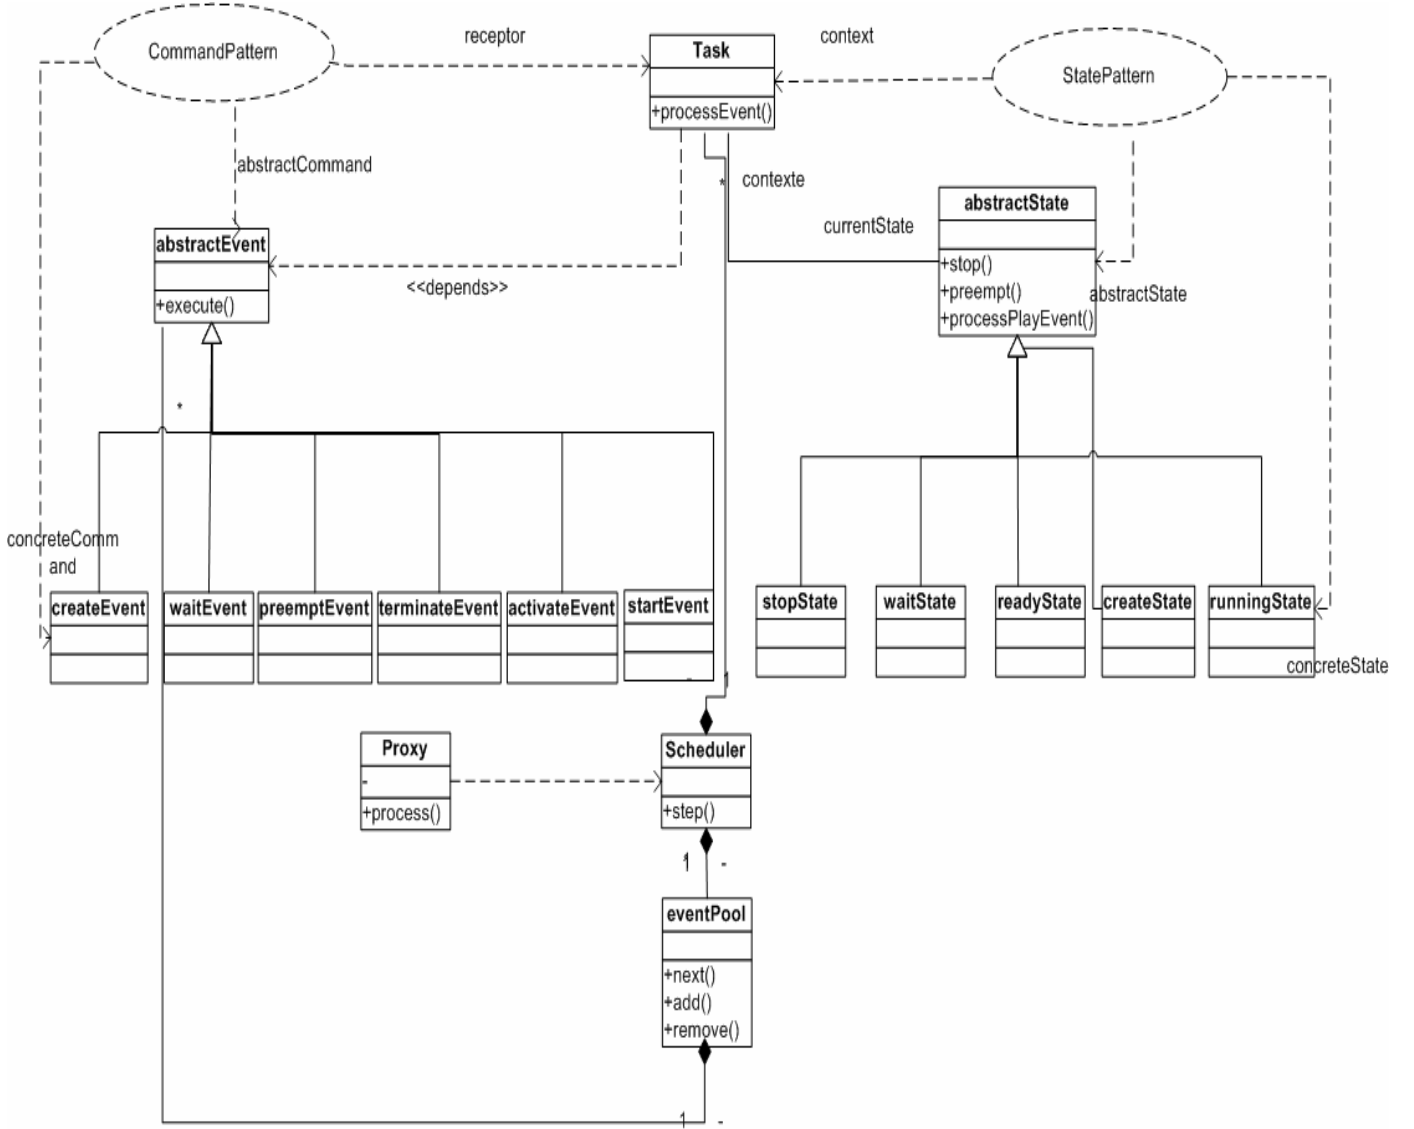 CommandPattern
receptor
Task
+processEvent()
context
StatePattern
abstractCommand
*
contexte
currentState
abstractState
+stop()
+preempt()
+processPlayEvent()
abstractState
abstractEvent
+execute()
<<depends>>
*
concreteComm
and
createEvent
waitEvent
preemptEvent
terminateEvent
activateEvent
startEvent
stopState
waitState
readyState
createState
runningState
concreteState
-
1
Proxy
-
+process()
Scheduler
+step()
1
-
eventPool
+next()
+add()
+remove()
1
-